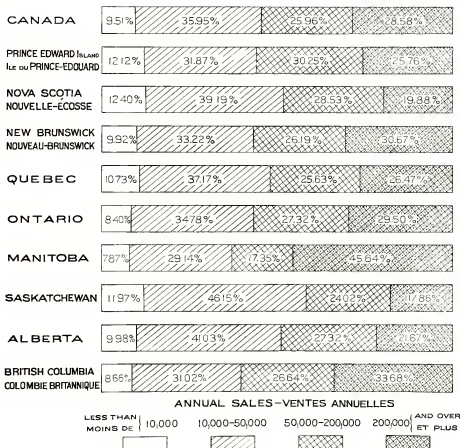 CANADA 9.51% 35.95% 25.96% 28.58%
PRINCE EDWARD ISLAND
ILE DU PRINCE-EDOUARD 12.12% 31.87% 30.25% 25.76%
NOVA SCOTIA
NOUVELLE-ÉCOSSE 12.40% 39.19% 28.53% 19.88%
NEW BRUNSWICK
NOUVEAU-BRUNSWICK 9.92% 33.22% 26.19% 30.67%
QUEBEC 10.73% 37.17% 25.63% 26.47%
ONTARIO 8.40% 34.78% 27.32% 29.50%
MANITOBA 7.87% 29.14% 17.35% 45.64%
SASKATCHEWAN 11.97% 46.15% 24.02% 17.86%
ALBERTA 9.98% 41.03% 27.32% 21.67%
BRITISH COLUMBIA
COLOMBIE BRITANNIQUE 8.66% 31.02% 26.64% 33.68%
ANNUAL SALES-VENTES ANNUELLES
LESS THAN
MOINS DE 10,000 10,000-50,000 50,000-200,000 200,000 AND OVER
ET PLUS